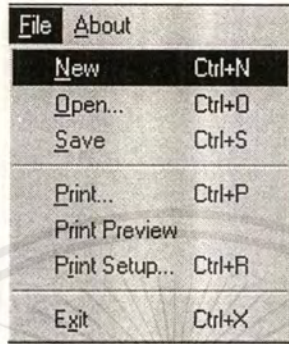 File About
New Ctrl+N
Open... Ctrl+O
Save Ctrl+S
Print... Ctrl+P
Print Preview
Print Setup... Ctrl+R
Exit Ctrl+X